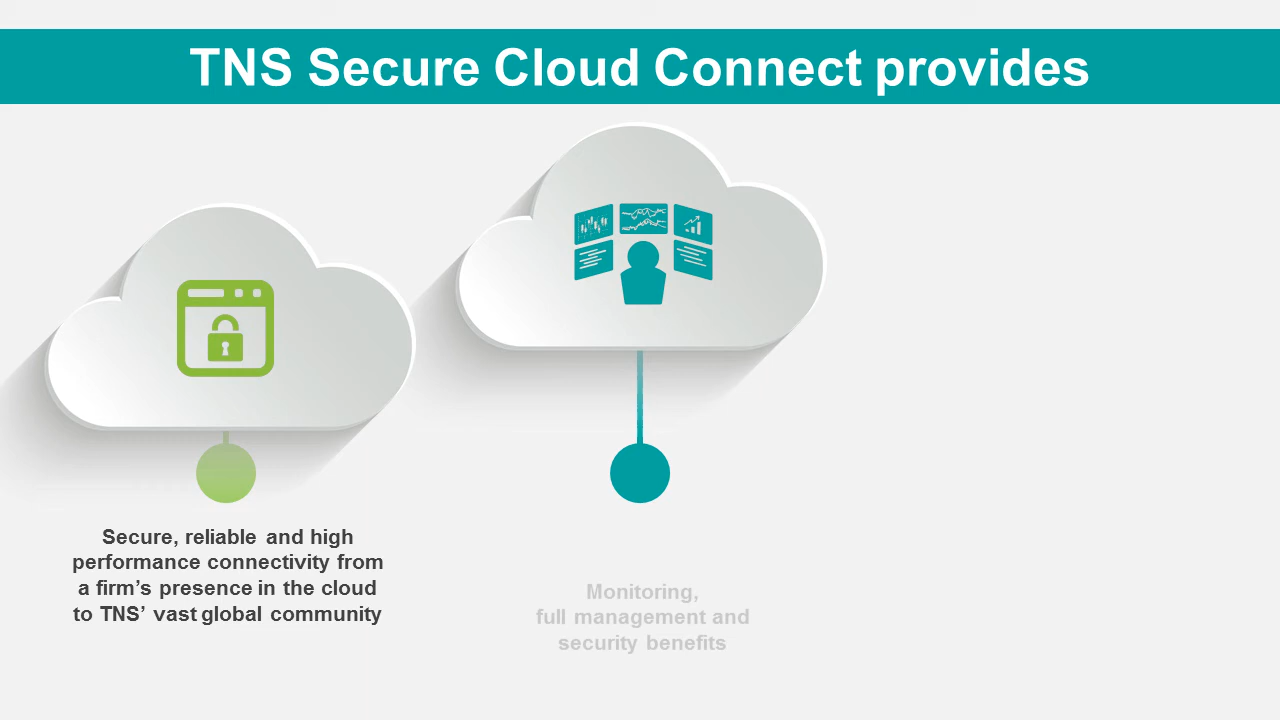 TNS Secure Cloud Connect provides
Secure, reliable and high
performance connectivity from
a firm’s presence in the cloud
to TNS’ vast global community
Monitoring,
full management and
security benefits